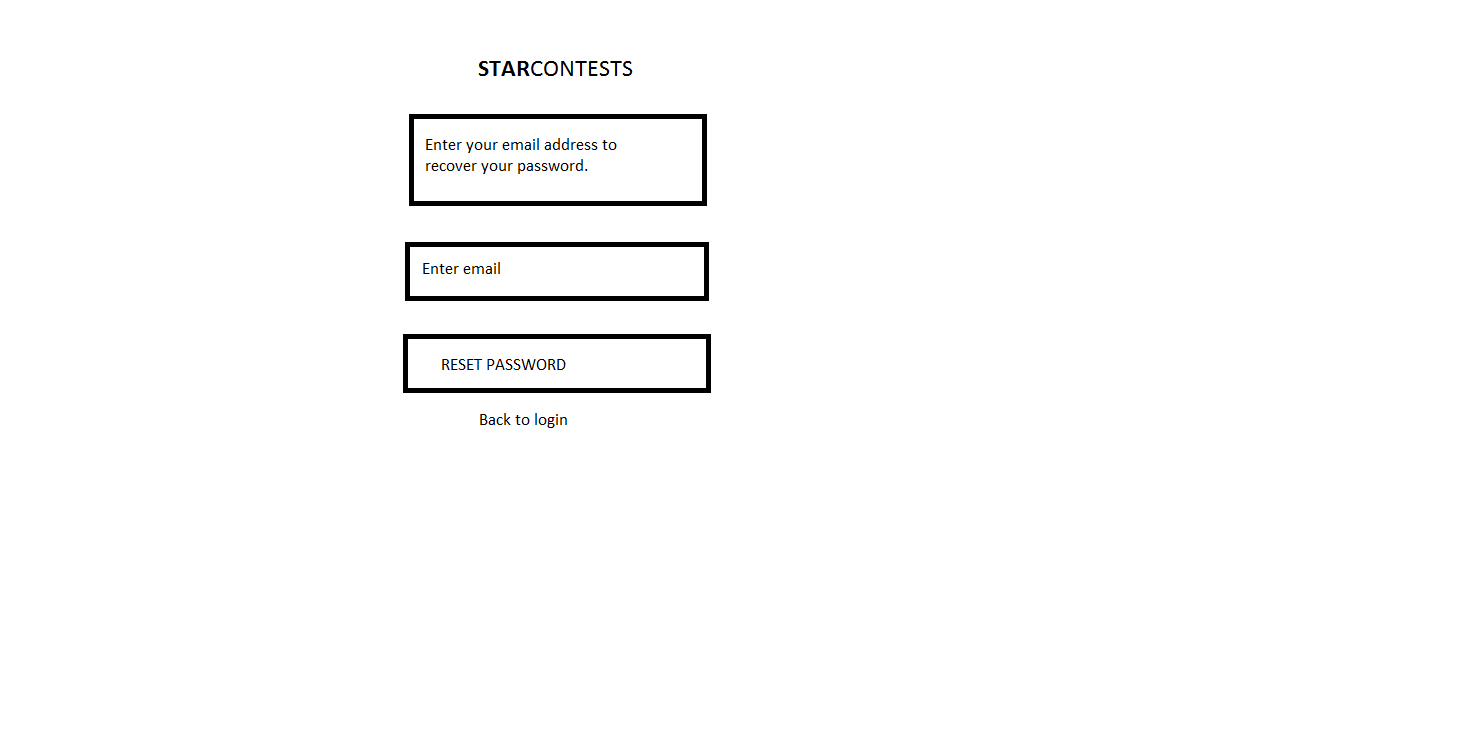 STARCONTESTS
Enter your email address to
recover your password.
Enter email
RESET PASSWORD
Back to login